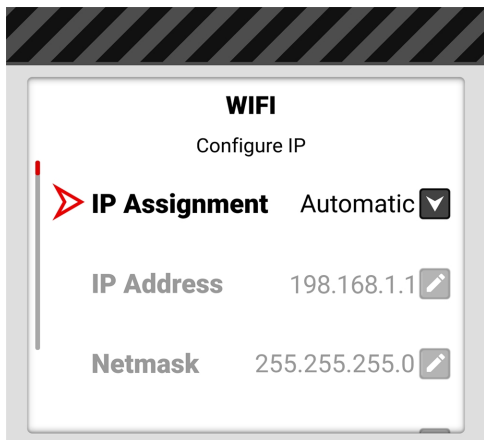 WIFI
Configure IP
IP Assignment Automatic
IP Address 198.168.1.1
Netmask 255.255.255.0